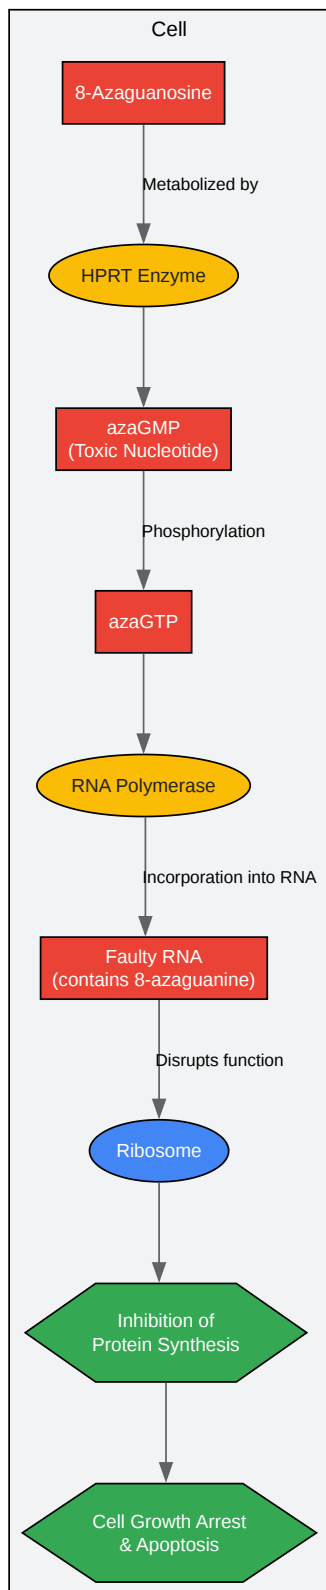 Cell
8-Azaguanosine
Metabolized by
HPRT Enzyme
azaGMP
(Toxic Nucleotide)
Phosphorylation
azaGTP
RNA Polymerase
Incorporation into RNA
Faulty RNA
(contains 8-azaguanine)
Disrupts function
Ribosome
Inhibition of
Protein Synthesis
Cell Growth Arrest
& Apoptosis